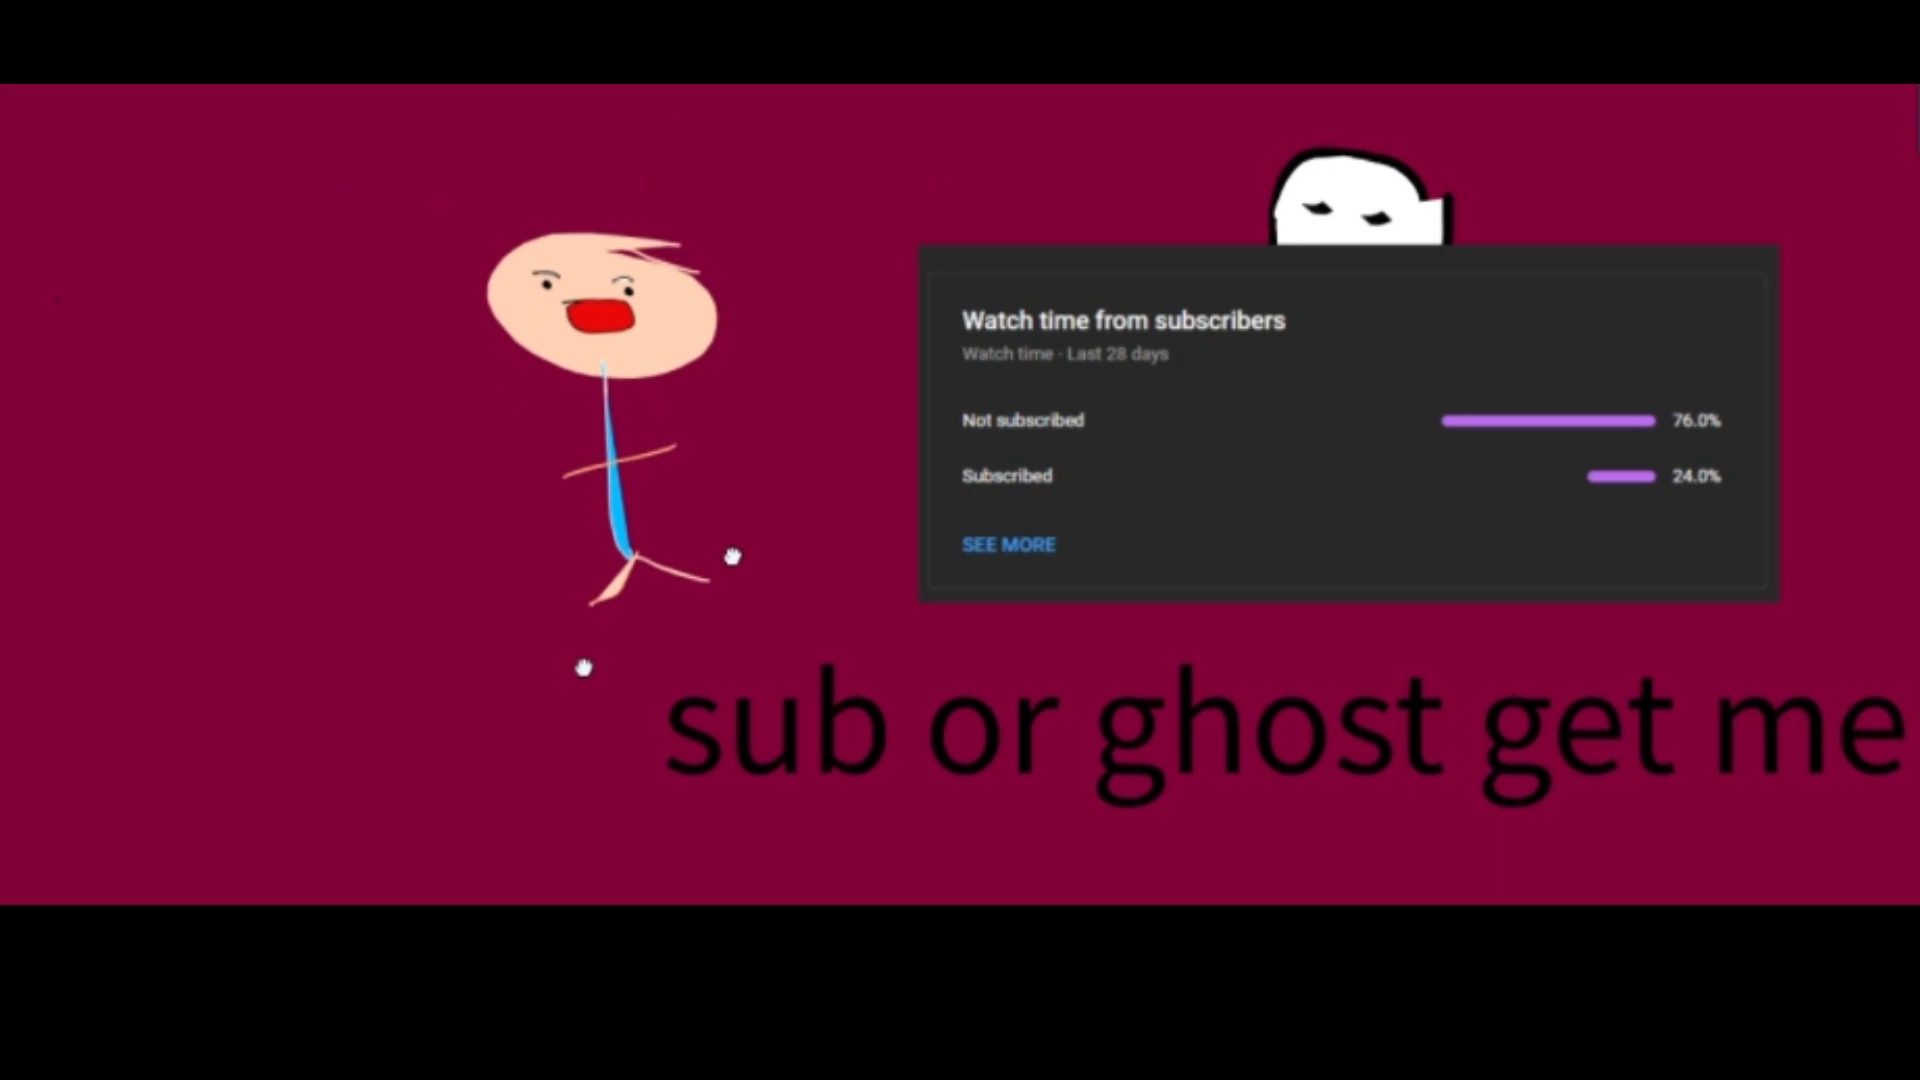 Watch time from subscribers
Watch time · Last 28 days
Not subscribed 76.0%
Subscribed 24.0%
SEE MORE
sub or ghost get me